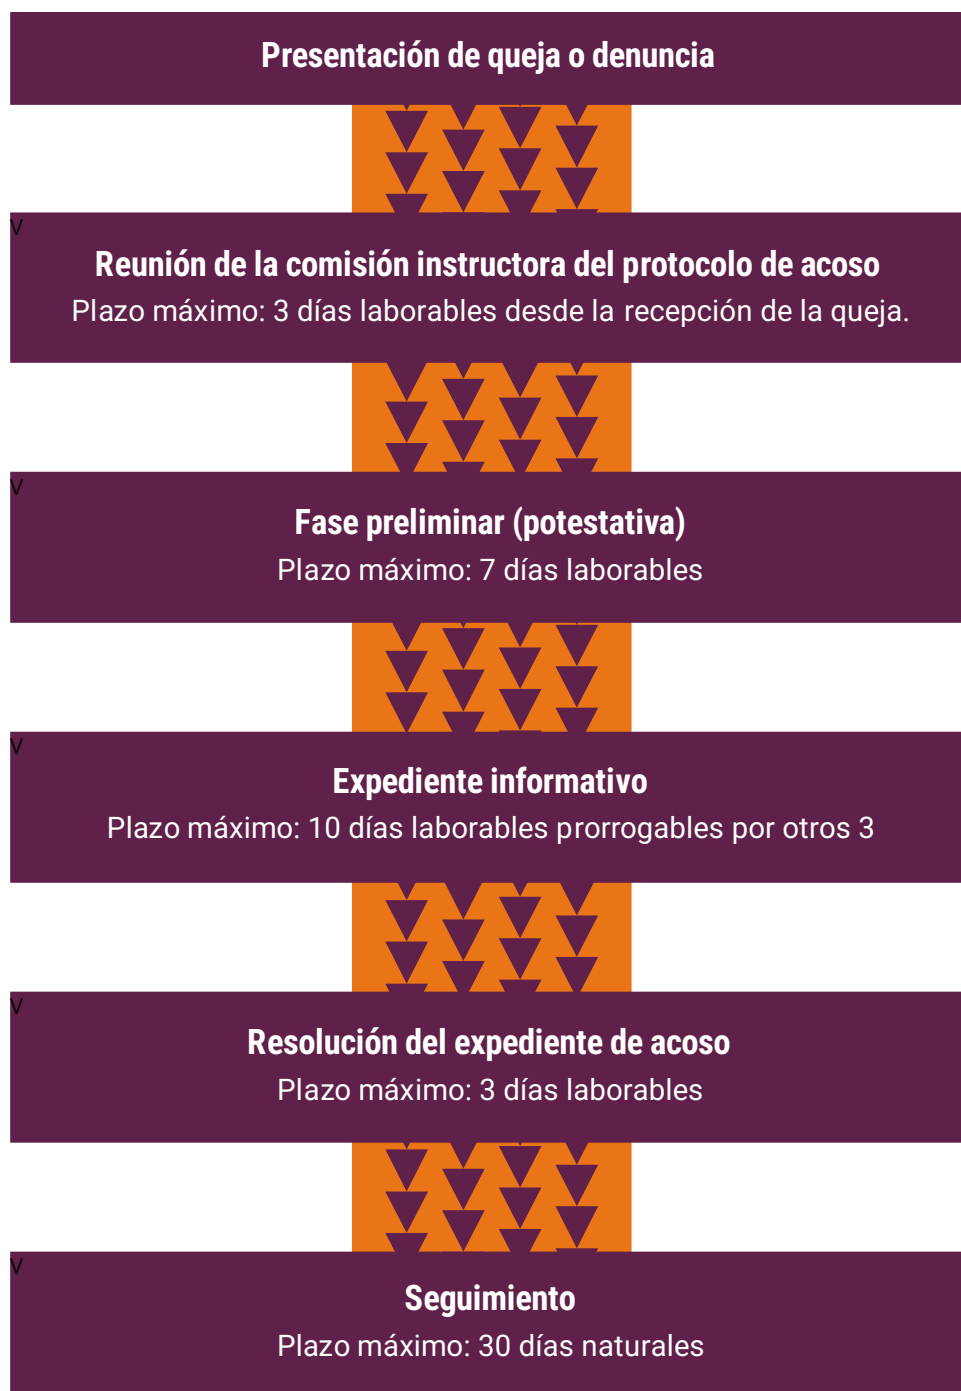 Presentación de queja o denuncia
V
Reunión de la comisión instructora del protocolo de acoso
Plazo máximo: 3 días laborables desde la recepción de la queja.
V
Fase preliminar (potestativa)
Plazo máximo: 7 días laborables
V
Expediente informativo
Plazo máximo: 10 días laborables prorrogables por otros 3
V
Resolución del expediente de acoso
Plazo máximo: 3 días laborables
V
Seguimiento
Plazo máximo: 30 días naturales